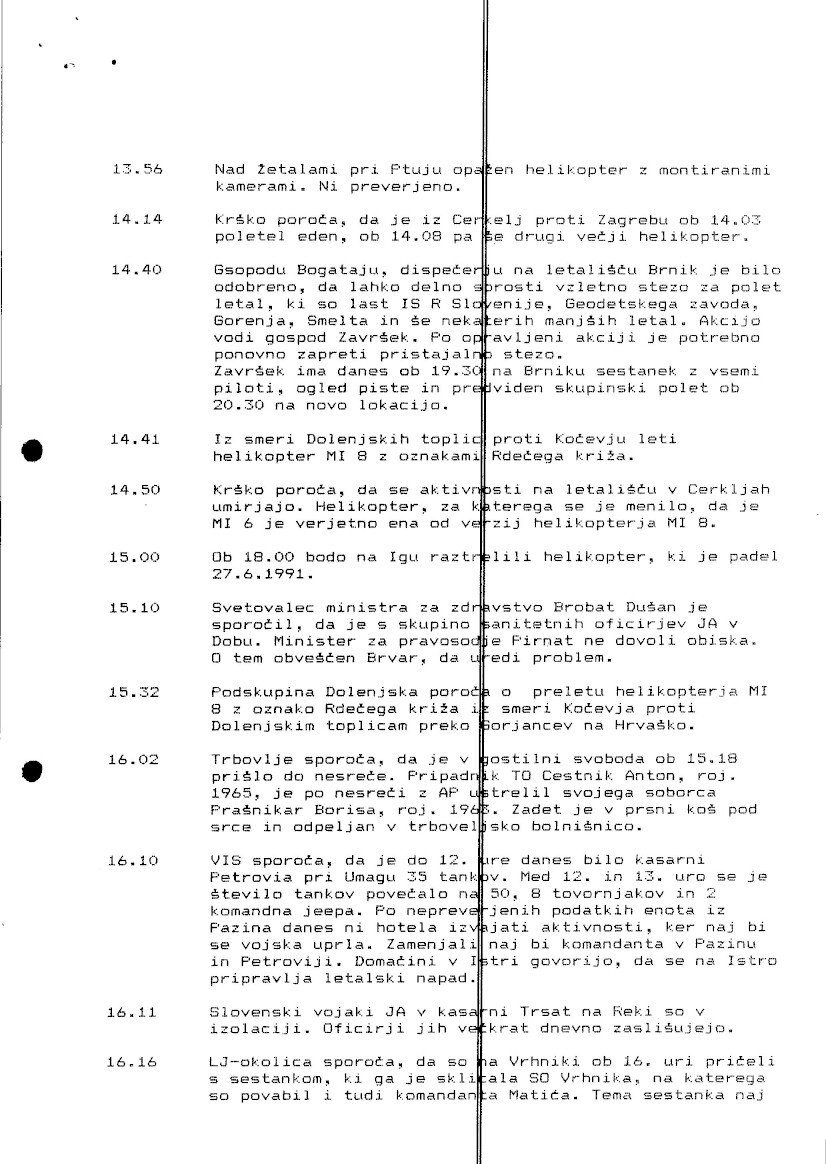 13.56 Nad Žetalami pri Ptuju opažen helikopter z montiranimi
kamerami. Ni preverjeno.
14.14 Krško poroča, da je iz Cerkelj proti Zagrebu ob 14.03
poletel eden, ob 14.08 pa še drugi večji helikopter.
14.40 Gsopodu Bogataju, dispečerju na letališču Brnik je bilo
odobreno, da lahko delno sprosti vzletno stezo za polet
letal, ki so last IS R Slovenije, Geodetskega zavoda,
Gorenja, Smelta in še nekaterih manjših letal. Akcijo
vodi gospod Završek. Po opravljeni akciji je potrebno
ponovno zapreti pristajalno stezo.
Završek ima danes ob 19.30 na Brniku sestanek z vsemi
piloti, ogled piste in predviden skupinski polet ob
20.30 na novo lokacijo.
14.41 Iz smeri Dolenjskih toplic proti Kočevju leti
helikopter MI 8 z oznakami Rdečega križa.
14.50 Krško poroča, da se aktivnosti na letališču v Cerkljah
umirjajo. Helikopter, za katerega se je menilo, da je
MI 6 je verjetno ena od verzij helikopterja MI 8.
15.00 Ob 18.00 bodo na Igu raztrelili helikopter, ki je padel
27.6.1991.
15.10 Svetovalec ministra za zdravstvo Brobat Dušan je
sporočil, da je s skupino sanitetnih oficirjev JA v
Dobu. Minister za pravosodje Pirnat ne dovoli obiska.
O tem obveščen Brvar, da uredi problem.
15.32 Podskupina Dolenjska poroča o preletu helikopterja MI
8 z oznako Rdečega križa iz smeri Kočevja proti
Dolenjskim toplicam preko Gorjancev na Hrvaško.
16.02 Trbovlje sporoča, da je v gostilni svoboda ob 15.18
prišlo do nesreče. Pripadnik TO Cestnik Anton, roj.
1965, je po nesreči z AP ustrelil svojega soborca
Prašnikar Borisa, roj. 1963. Zadet je v prsni koš pod
srce in odpeljan v trboveljsko bolnišnico.
16.10 VIS sporoča, da je do 12. ure danes bilo kasarni
Petrovia pri Umagu 35 tankov. Med 12. in 13. uro se je
število tankov povečalo na 50, 8 tovornjakov in 2
komandna jeepa. Po nepreverjenih podatkih enota iz
Pazina danes ni hotela izvajati aktivnosti, ker naj bi
se vojska uprla. Zamenjali naj bi komandanta v Pazinu
in Petroviji. Domačini v Istri govorijo, da se na Istro
pripravlja letalski napad.
16.11 Slovenski vojaki JA v kasarni Trsat na Reki so v
izolaciji. Oficirji jih večkrat dnevno zaslišujejo.
16.16 LJ-okolica sporoča, da so na Vrhniki ob 16. uri pričeli
s sestankom, ki ga je sklicala SO Vrhnika, na katerega
so povabil i tudi komandanta Matića. Tema sestanka naj